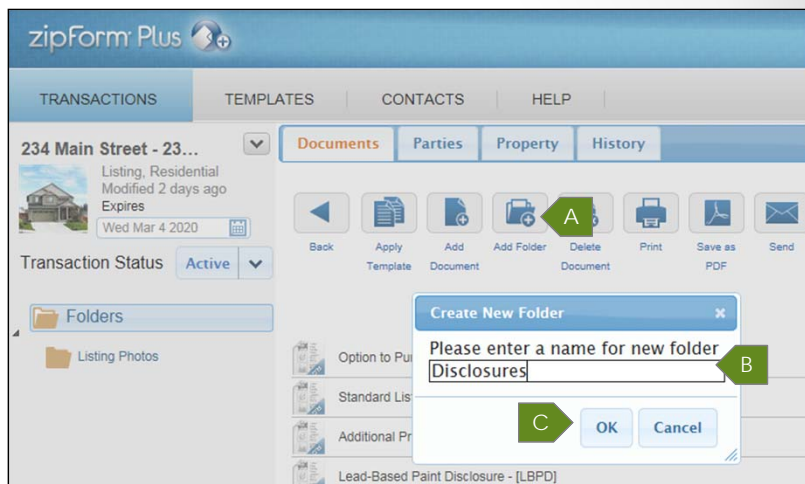 zipForm Plus
TRANSACTIONS TEMPLATES CONTACTS HELP
234 Main Street - 23...
Listing, Residential
Modified 2 days ago
Expires
Wed Mar 4 2020
Transaction Status Active
Folders
Listing Photos
Documents Parties Property History
A
Back Apply Template Add Document Add Folder Delete Document Print Save as PDF Send
Create New Folder
Please enter a name for new folder
Disclosures
B
C
OK Cancel
Option to Pu
Standard Lis
Additional Pr
Lead-Based Paint Disclosure - [LBPD]